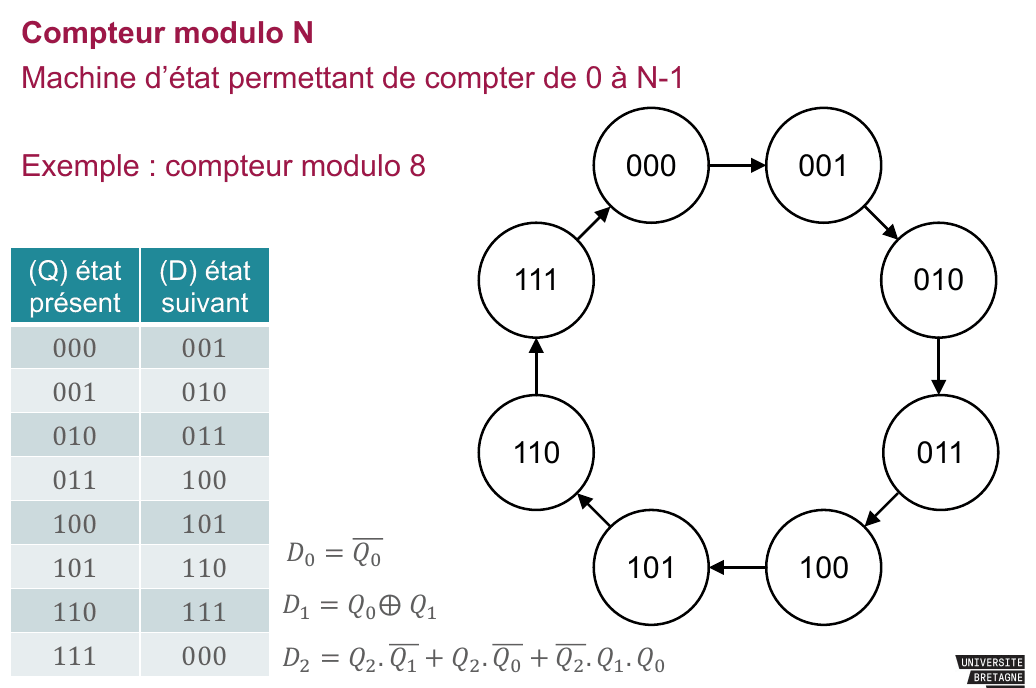 Compteur modulo N
Machine d’état permettant de compter de 0 à N-1
Exemple : compteur modulo 8
000
001
111
010
110
011
101
100
(Q) état présent (D) état suivant
000 001
001 010
010 011
011 100
100 101
101 110
110 111
111 000
D₀ = Q̅₀
D₁ = Q₀⊕ Q₁
D₂ = Q₂. Q̅₁ + Q₂. Q̅₀ + Q̅₂. Q₁. Q₀
UNIVERSITE
BRETAGNE